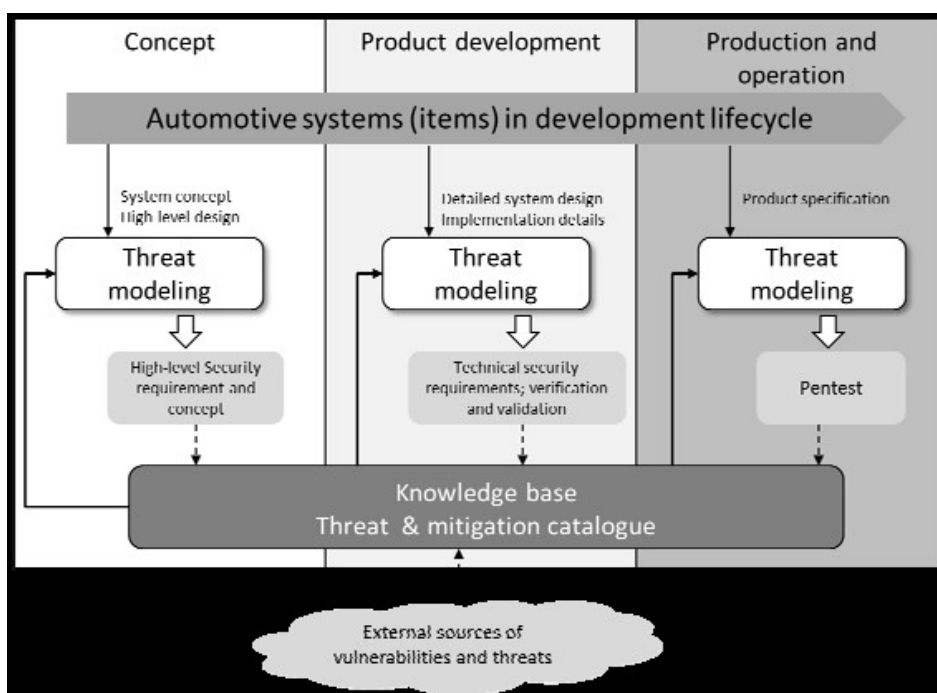 Concept
Product development
Production and
operation
Automotive systems (items) in development lifecycle
System concept
High level design
Detailed system design
Implementation details
Product specification
Threat
modeling
Threat
modeling
Threat
modeling
High-level Security
requirement and
concept
Technical security
requirements; verification
and validation
Pentest
Knowledge base
Threat & mitigation catalogue
External sources of
vulnerabilities and threats